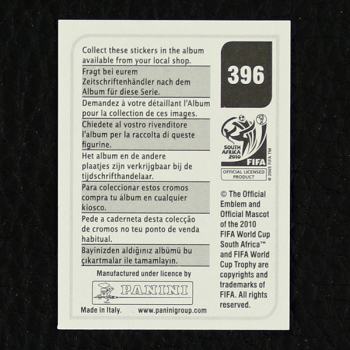 Collect these stickers in the album
available from your local shop.
Fragt bei eurem
Zeitschriftenhändler nach dem
Album für diese Serie.
Demandez à votre détaillant l'Album
pour la collection de ces images.
Chiedete al vostro rivenditore
l'album per la raccolta di queste
figurine.
Het album en de andere
plaatjes zijn verkrijgbaar bij de
tijdschrifthandelaar.
Para coleccionar estos cromos
compra tu álbum en cualquier
kiosco.
Pede a caderneta desta colecção
de cromos no teu ponto de venda
habitual.
Bayinizden aldığınız albümü bu
çıkartmalar ile tamamlayın.
Manufactured under licence by
PANINI
Made in Italy. www.paninigroup.com
396
SOUTH AFRICA
2010
FIFA
OFFICIAL LICENSED
PRODUCT
© The Official
Emblem and
Official Mascot
of the 2010
FIFA World Cup
South Africa™
and FIFA World
Cup Trophy are
copyrights and
trademarks of
FIFA. All rights
reserved.